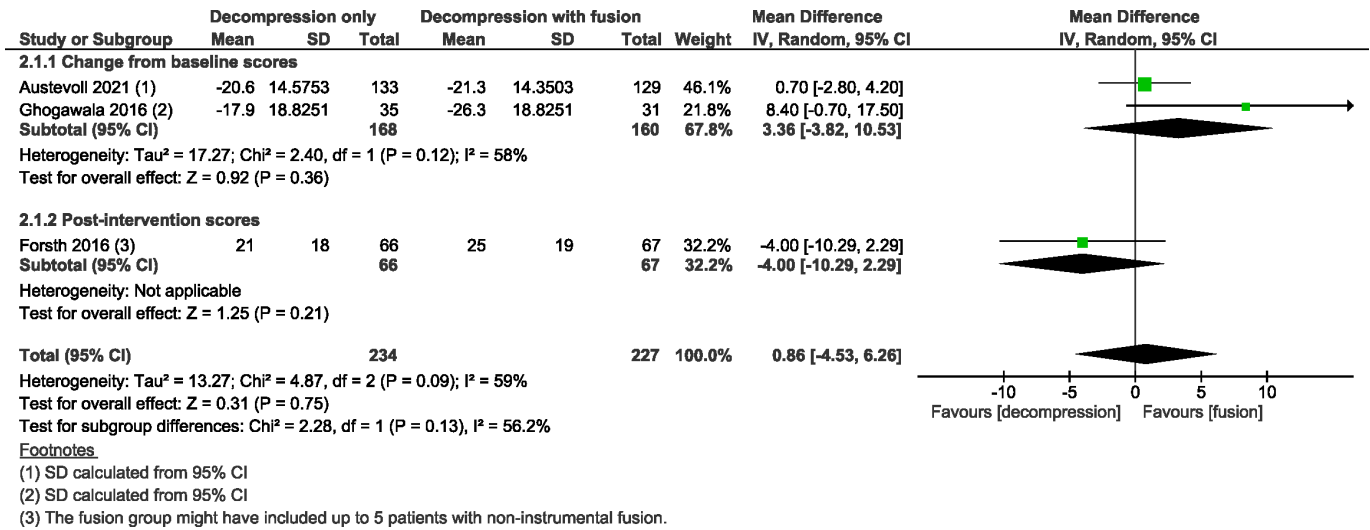 Decompression only Decompression with fusion Mean Difference Mean Difference
Study or Subgroup Mean SD Total Mean SD Total Weight IV, Random, 95% CI IV, Random, 95% CI
2.1.1 Change from baseline scores
Austevoll 2021 (1) -20.6 14.5753 133 -21.3 14.3503 129 46.1% 0.70 [-2.80, 4.20]
Ghogawala 2016 (2) -17.9 18.8251 35 -26.3 18.8251 31 21.8% 8.40 [-0.70, 17.50]
Subtotal (95% CI) 168 160 67.8% 3.36 [-3.82, 10.53]
Heterogeneity: Tau² = 17.27; Chi² = 2.40, df = 1 (P = 0.12); I² = 58%
Test for overall effect: Z = 0.92 (P = 0.36)
2.1.2 Post-intervention scores
Forsth 2016 (3) 21 18 66 25 19 67 32.2% -4.00 [-10.29, 2.29]
Subtotal (95% CI) 66 67 32.2% -4.00 [-10.29, 2.29]
Heterogeneity: Not applicable
Test for overall effect: Z = 1.25 (P = 0.21)
Total (95% CI) 234 227 100.0% 0.86 [-4.53, 6.26]
Heterogeneity: Tau² = 13.27; Chi² = 4.87, df = 2 (P = 0.09); I² = 59%
Test for overall effect: Z = 0.31 (P = 0.75)
Test for subgroup differences: Chi² = 2.28, df = 1 (P = 0.13), I² = 56.2%
-10 -5 0 5 10
Favours [decompression] Favours [fusion]
Footnotes
(1) SD calculated from 95% CI
(2) SD calculated from 95% CI
(3) The fusion group might have included up to 5 patients with non-instrumental fusion.